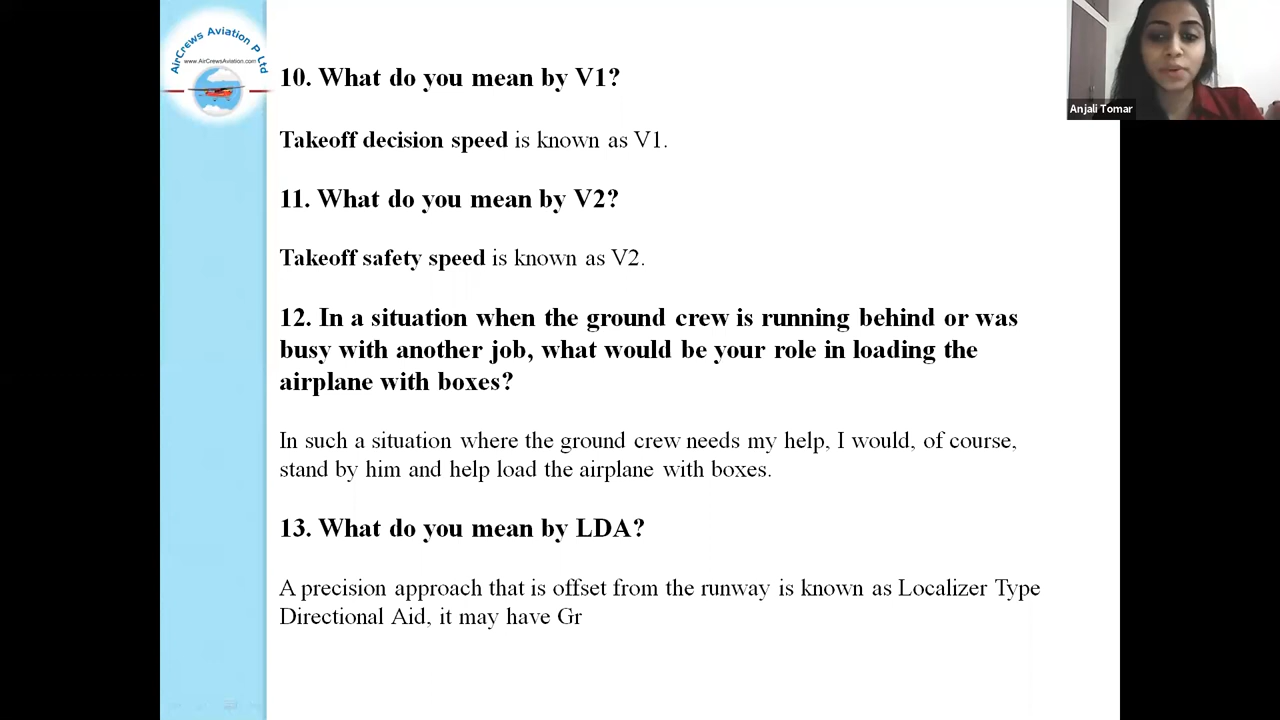 AirCrews Aviation P Ltd
www.AirCrewsAviation.com
Anjali Tomar
10. What do you mean by V1?
Takeoff decision speed is known as V1.
11. What do you mean by V2?
Takeoff safety speed is known as V2.
12. In a situation when the ground crew is running behind or was
busy with another job, what would be your role in loading the
airplane with boxes?
In such a situation where the ground crew needs my help, I would, of course,
stand by him and help load the airplane with boxes.
13. What do you mean by LDA?
A precision approach that is offset from the runway is known as Localizer Type
Directional Aid, it may have Gr